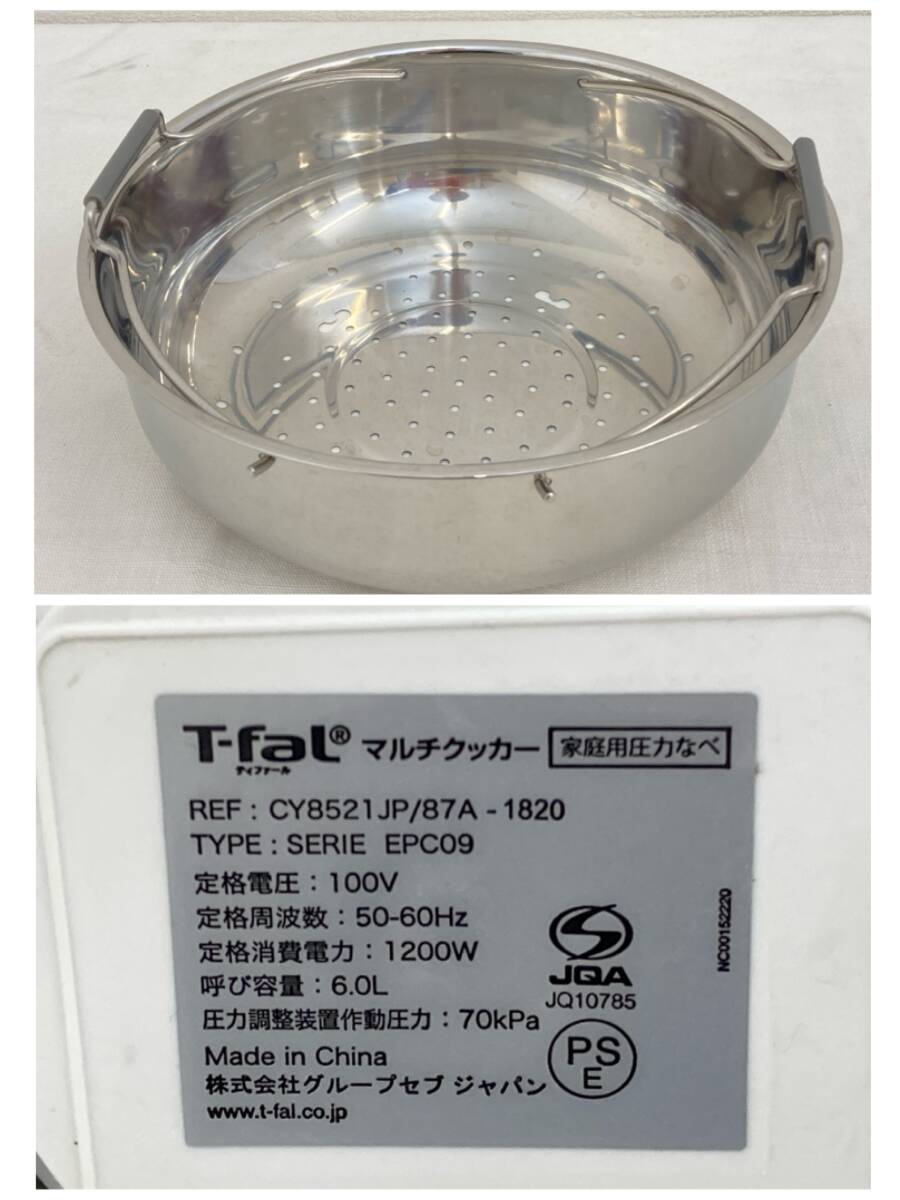 T-fal® マルチクッカー 家庭用圧力なべ
ティファール
REF : CY8521JP/87A - 1820
TYPE : SERIE EPC09
定格電圧 : 100V
定格周波数 : 50-60Hz
定格消費電力 : 1200W
呼び容量 : 6.0L
圧力調整装置作動圧力 : 70kPa
Made in China
株式会社グループセブ ジャパン
www.t-fal.co.jp
JQA
JQ10785
PS
E
NC00152220